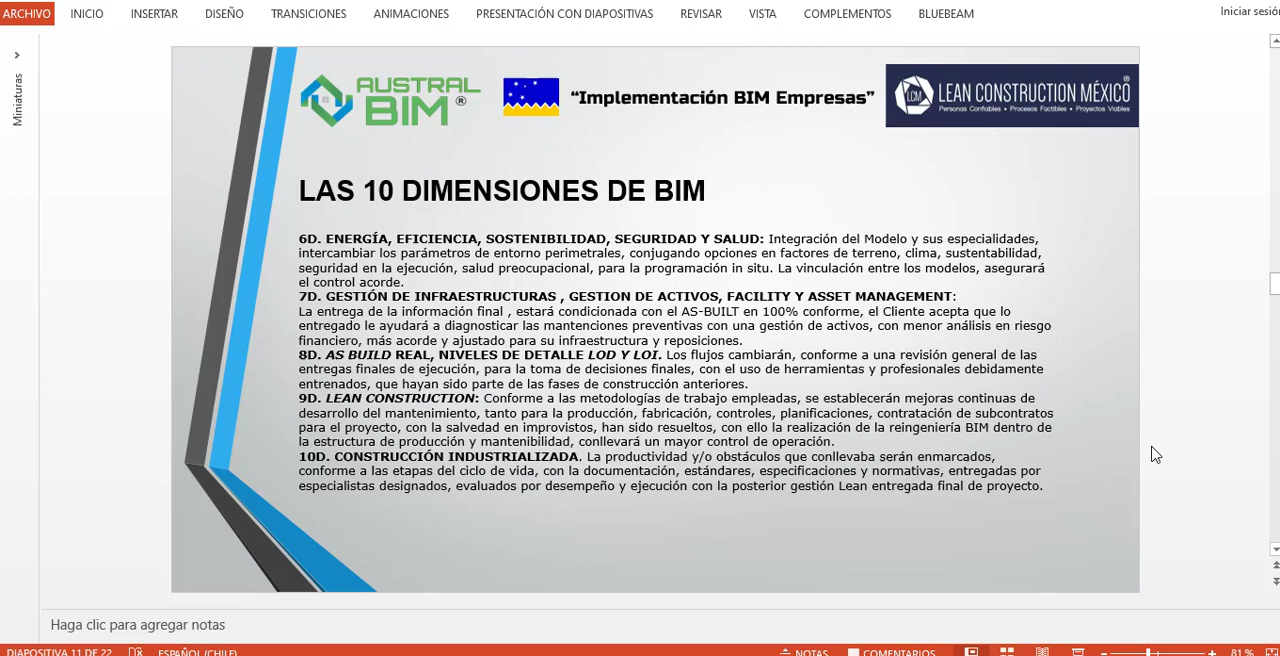 ARCHIVO INICIO INSERTAR DISEÑO TRANSICIONES ANIMACIONES PRESENTACIÓN CON DIAPOSITIVAS REVISAR VISTA COMPLEMENTOS BLUEBEAM Iniciar sesión
Miniaturas
AUSTRAL
BIM®
“Implementación BIM Empresas”
LCM
LEAN CONSTRUCTION MÉXICO®
Personas Confiables • Procesos Factibles • Proyectos Viables
LAS 10 DIMENSIONES DE BIM
6D. ENERGÍA, EFICIENCIA, SOSTENIBILIDAD, SEGURIDAD Y SALUD: Integración del Modelo y sus especialidades,
intercambiar los parámetros de entorno perimetrales, conjugando opciones en factores de terreno, clima, sustentabilidad,
seguridad en la ejecución, salud preocupacional, para la programación in situ. La vinculación entre los modelos, asegurará
el control acorde.
7D. GESTIÓN DE INFRAESTRUCTURAS , GESTION DE ACTIVOS, FACILITY Y ASSET MANAGEMENT:
La entrega de la información final , estará condicionada con el AS-BUILT en 100% conforme, el Cliente acepta que lo
entregado le ayudará a diagnosticar las mantenciones preventivas con una gestión de activos, con menor análisis en riesgo
financiero, más acorde y ajustado para su infraestructura y reposiciones.
8D. AS BUILD REAL, NIVELES DE DETALLE LOD Y LOI. Los flujos cambiarán, conforme a una revisión general de las
entregas finales de ejecución, para la toma de decisiones finales, con el uso de herramientas y profesionales debidamente
entrenados, que hayan sido parte de las fases de construcción anteriores.
9D. LEAN CONSTRUCTION: Conforme a las metodologías de trabajo empleadas, se establecerán mejoras continuas de
desarrollo del mantenimiento, tanto para la producción, fabricación, controles, planificaciones, contratación de subcontratos
para el proyecto, con la salvedad en improvistos, han sido resueltos, con ello la realización de la reingeniería BIM dentro de
la estructura de producción y mantenibilidad, conllevará un mayor control de operación.
10D. CONSTRUCCIÓN INDUSTRIALIZADA. La productividad y/o obstáculos que conllevaba serán enmarcados,
conforme a las etapas del ciclo de vida, con la documentación, estándares, especificaciones y normativas, entregadas por
especialistas designados, evaluados por desempeño y ejecución con la posterior gestión Lean entregada final de proyecto.
Haga clic para agregar notas
DIAPOSITIVA 11 DE 22 ESPAÑOL (CHILE) NOTAS COMENTARIOS 81 %